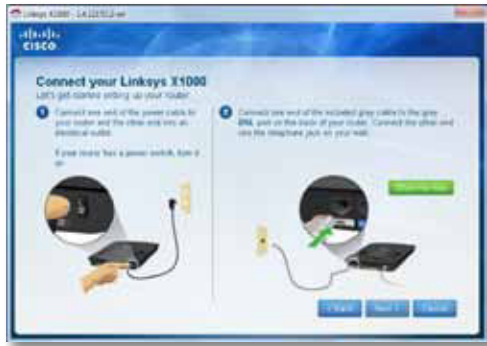 Linksys X1000
CISCO
Connect your Linksys X1000
Let's get started setting up your router.
1 Connect one end of the power cable to
your router and the other end into an
electrical outlet.
If your router has a power switch, turn it
on.
2 Connect one end of the included gray cable to the gray
DSL port on the back of your router. Connect the other end
into the telephone jack on your wall.
< Back
Next >
Cancel